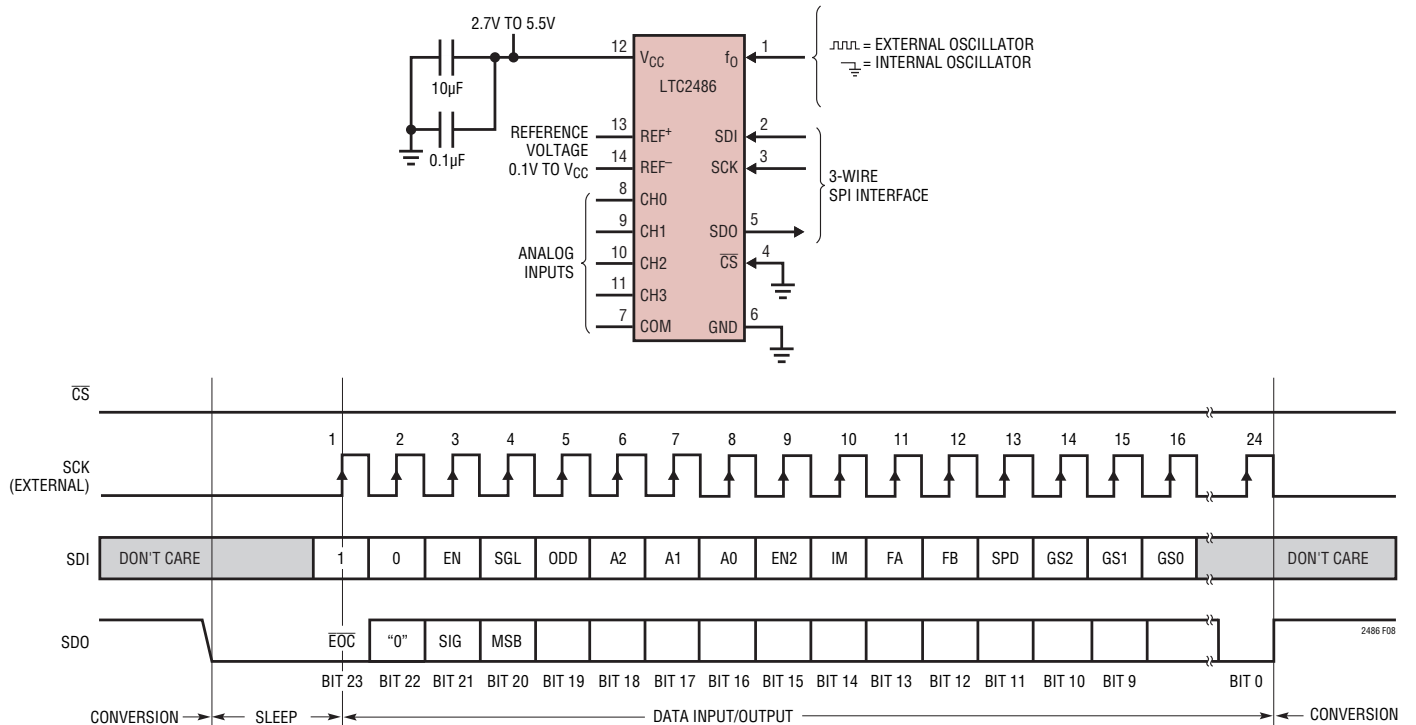 2.7V TO 5.5V
10µF
0.1µF
12
VCC
fO
1
LTC2486
= EXTERNAL OSCILLATOR
= INTERNAL OSCILLATOR
REFERENCE
VOLTAGE
0.1V TO VCC
13
REF+
14
REF−
SDI
2
SCK
3
3-WIRE
SPI INTERFACE
ANALOG
INPUTS
8
CH0
9
CH1
10
CH2
11
CH3
7
COM
SDO
5
CS
4
GND
6
CS
1 2 3 4 5 6 7 8 9 10 11 12 13 14 15 16 24
SCK
(EXTERNAL)
SDI DON'T CARE 1 0 EN SGL ODD A2 A1 A0 EN2 IM FA FB SPD GS2 GS1 GS0 DON'T CARE
SDO EOC "0" SIG MSB
2486 F08
BIT 23 BIT 22 BIT 21 BIT 20 BIT 19 BIT 18 BIT 17 BIT 16 BIT 15 BIT 14 BIT 13 BIT 12 BIT 11 BIT 10 BIT 9 BIT 0
CONVERSION SLEEP DATA INPUT/OUTPUT CONVERSION